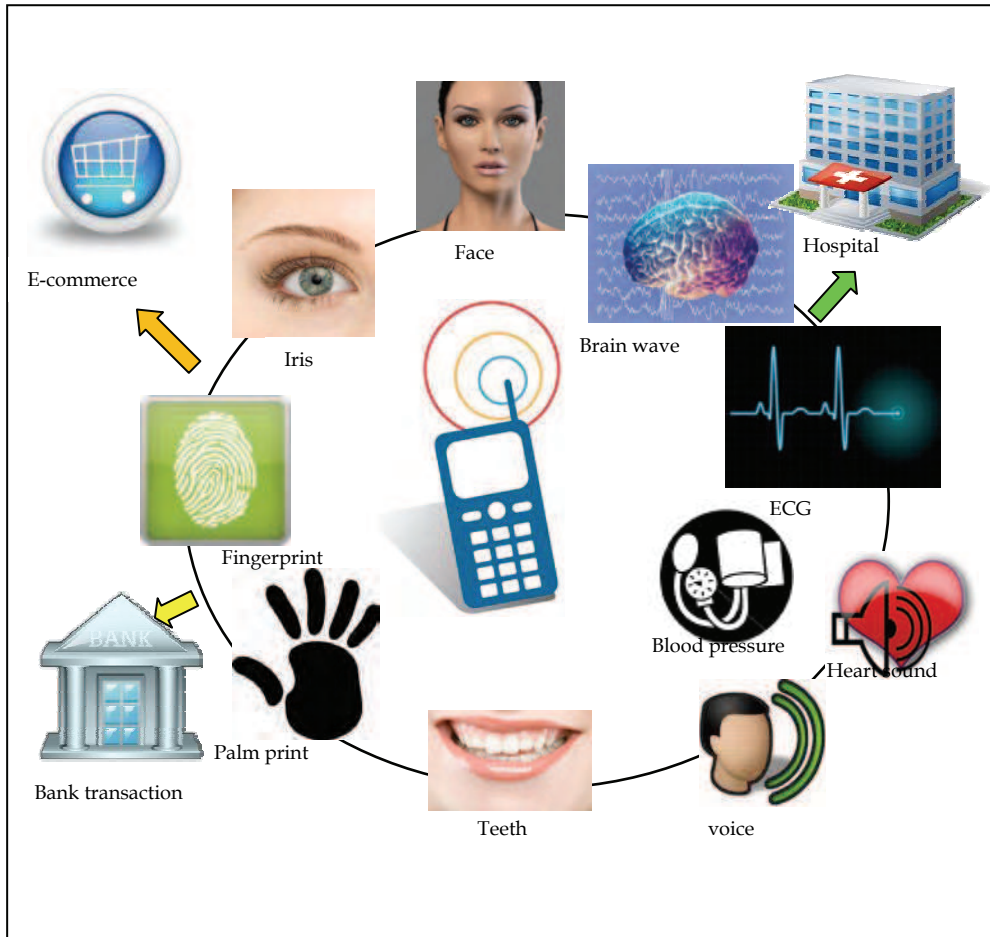 Face
Hospital
E-commerce
Iris
Brain wave
ECG
Fingerprint
BANK
Blood pressure
Heart sound
Palm print
Bank transaction
Teeth
voice